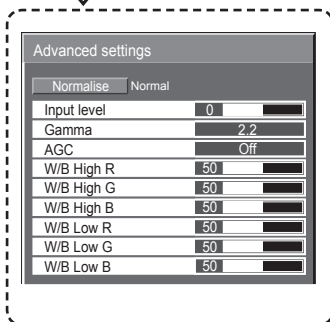 Advanced settings
Normalise Normal
Input level 0
Gamma 2.2
AGC Off
W/B High R 50
W/B High G 50
W/B High B 50
W/B Low R 50
W/B Low G 50
W/B Low B 50